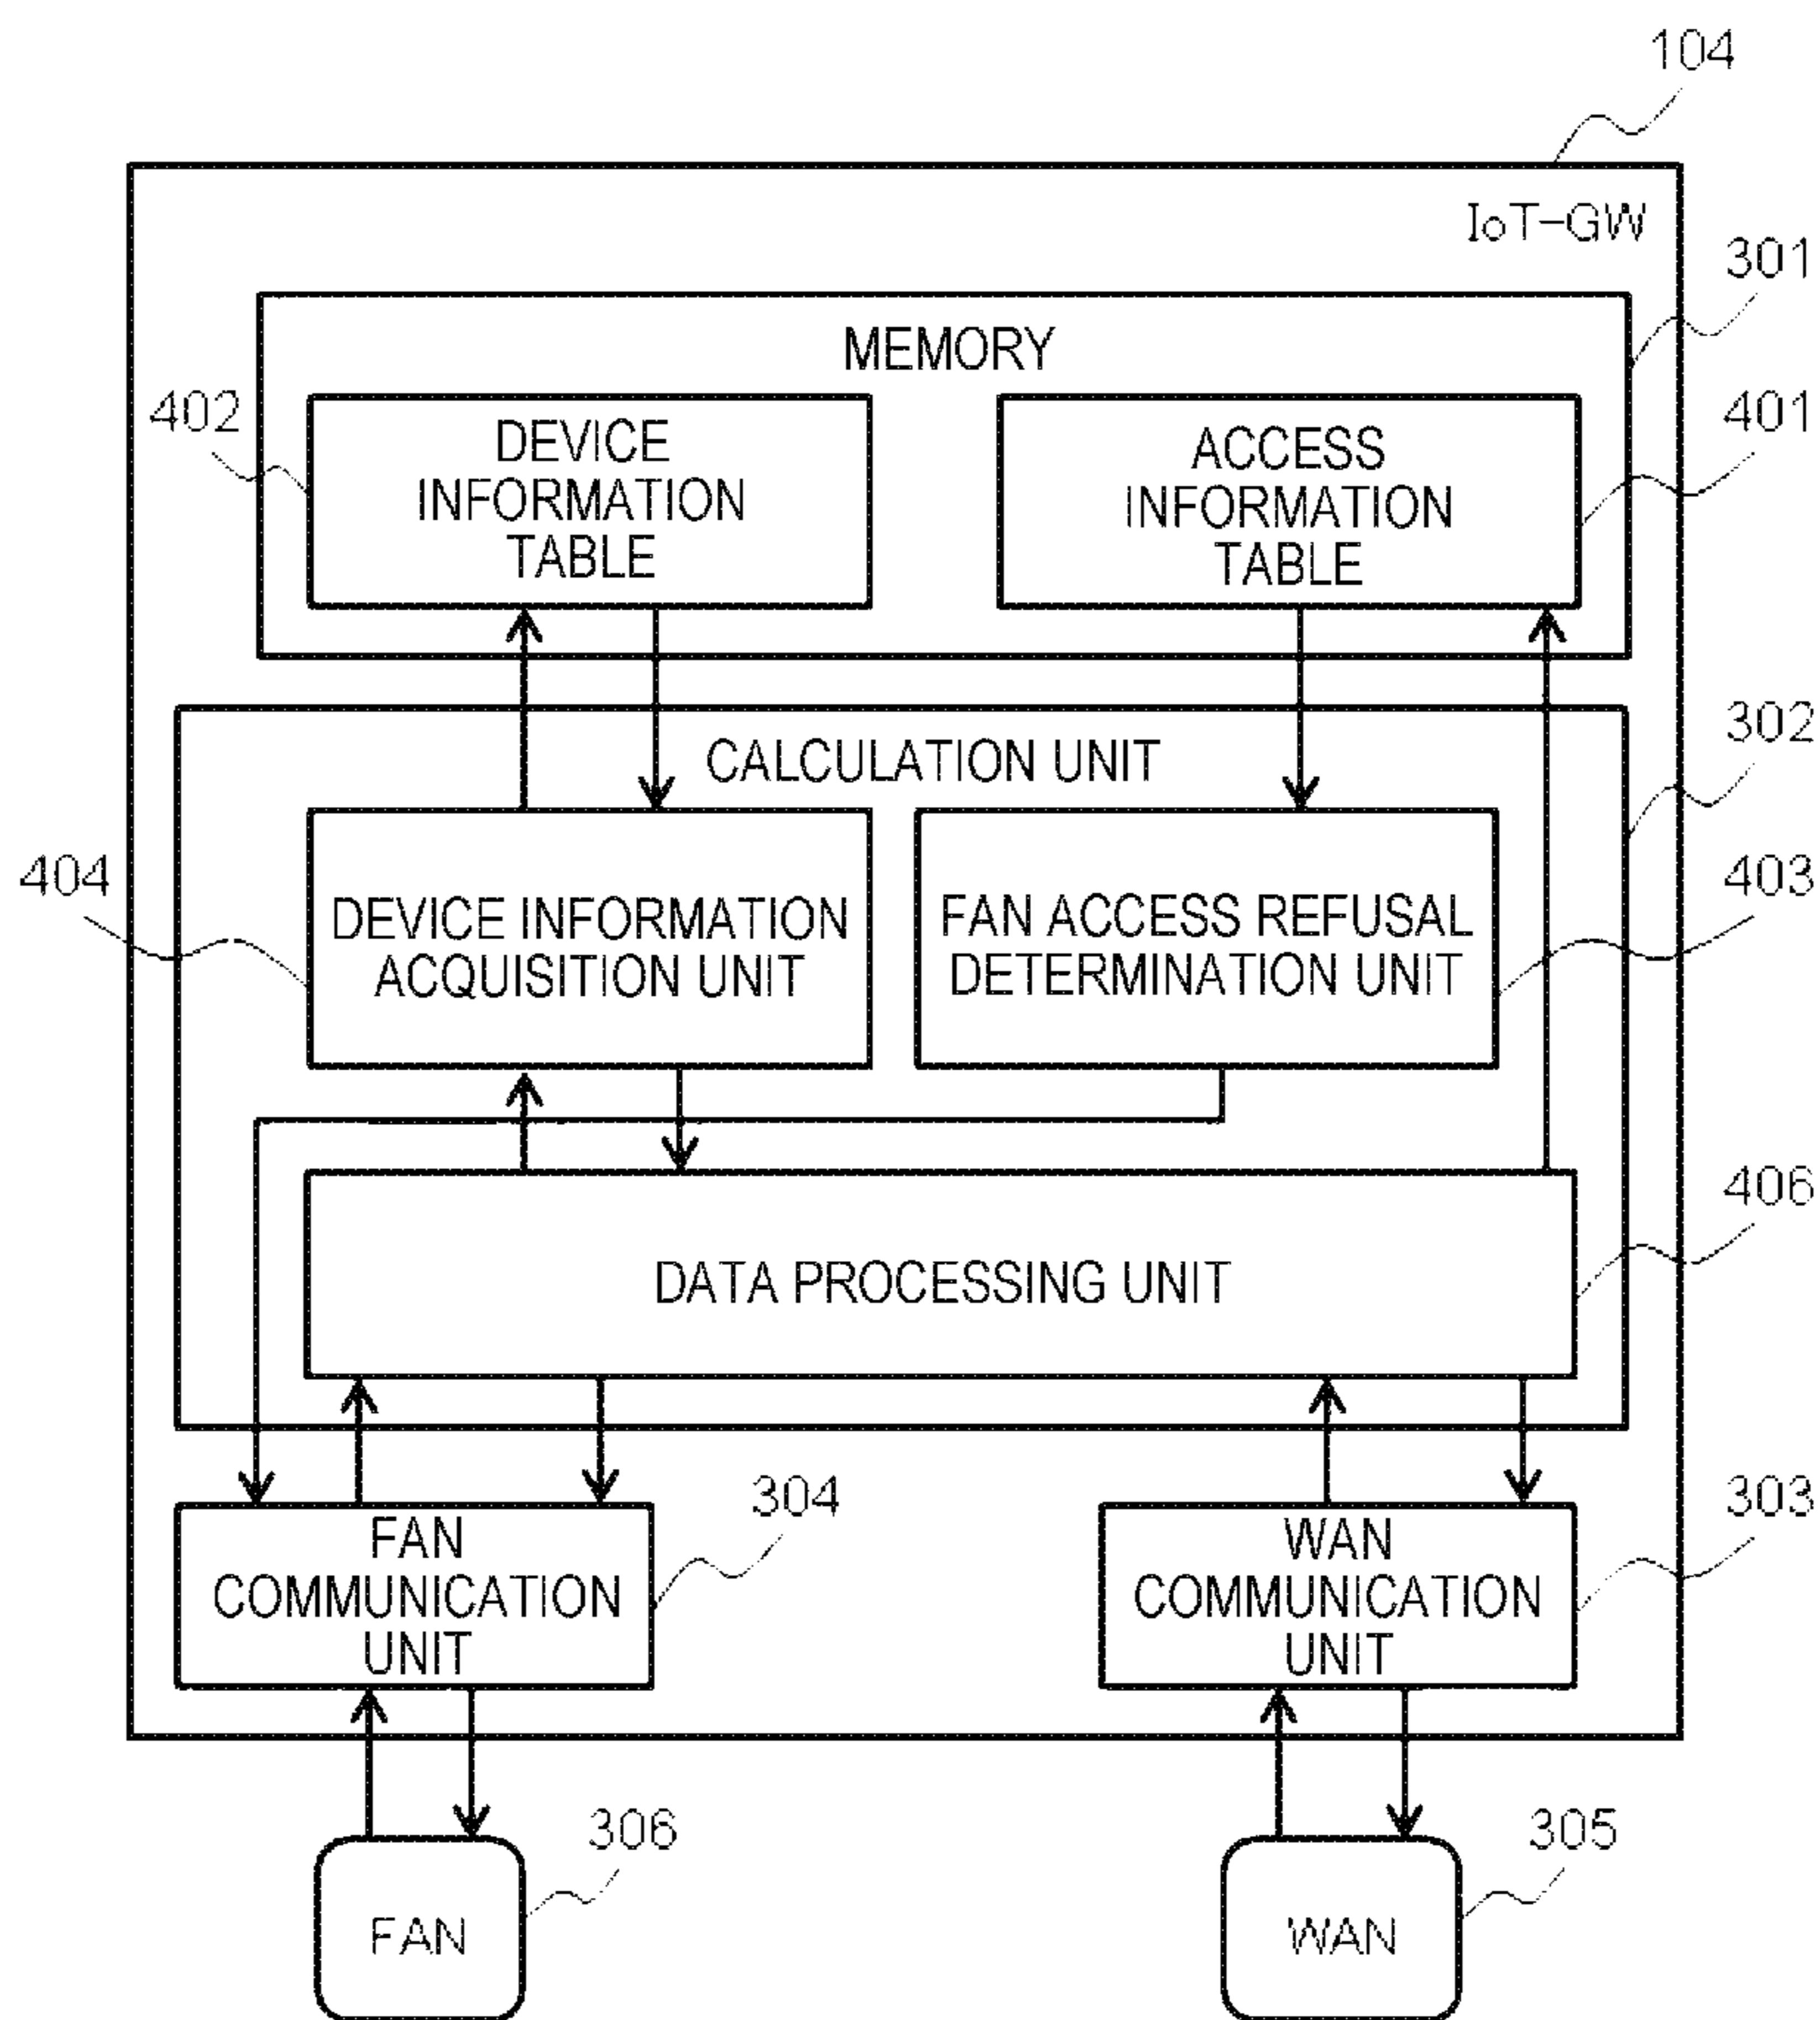 104
IoT-GW
301
MEMORY
402
401
DEVICE
INFORMATION
TABLE
ACCESS
INFORMATION
TABLE
302
CALCULATION UNIT
404
403
DEVICE INFORMATION
ACQUISITION UNIT
FAN ACCESS REFUSAL
DETERMINATION UNIT
406
DATA PROCESSING UNIT
304
303
FAN
COMMUNICATION
UNIT
WAN
COMMUNICATION
UNIT
306
305
FAN
WAN